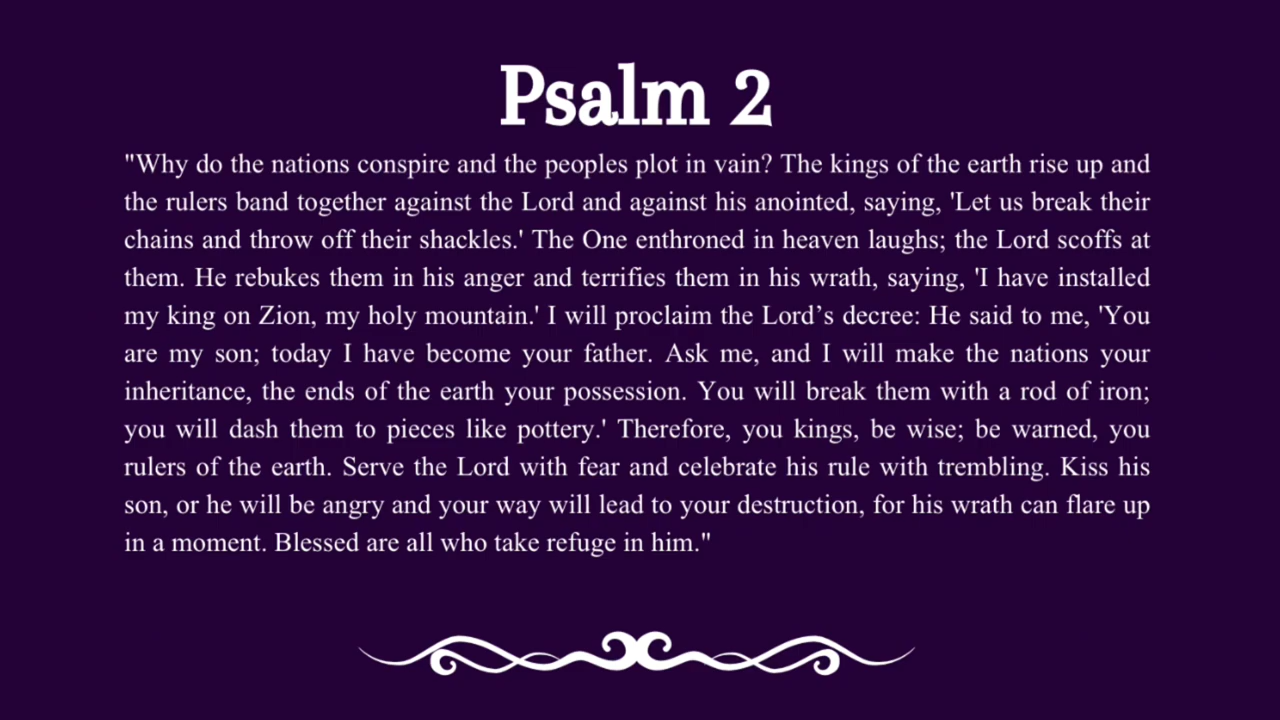 Psalm 2
"Why do the nations conspire and the peoples plot in vain? The kings of the earth rise up and
the rulers band together against the Lord and against his anointed, saying, 'Let us break their
chains and throw off their shackles.' The One enthroned in heaven laughs; the Lord scoffs at
them. He rebukes them in his anger and terrifies them in his wrath, saying, 'I have installed
my king on Zion, my holy mountain.' I will proclaim the Lord’s decree: He said to me, 'You
are my son; today I have become your father. Ask me, and I will make the nations your
inheritance, the ends of the earth your possession. You will break them with a rod of iron;
you will dash them to pieces like pottery.' Therefore, you kings, be wise; be warned, you
rulers of the earth. Serve the Lord with fear and celebrate his rule with trembling. Kiss his
son, or he will be angry and your way will lead to your destruction, for his wrath can flare up
in a moment. Blessed are all who take refuge in him."